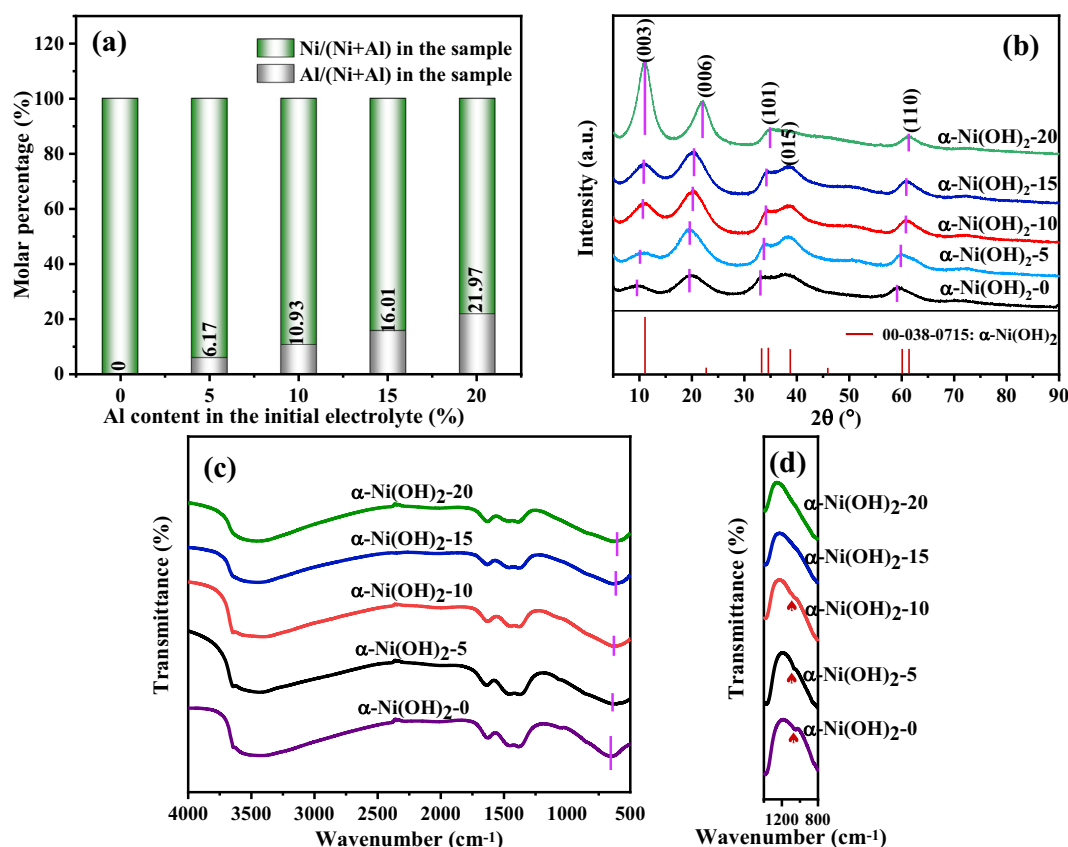 (a)
Ni/(Ni+Al) in the sample
Al/(Ni+Al) in the sample
Molar percentage (%)
120
100
80
60
40
20
0
0
6.17
10.93
16.01
21.97
0 5 10 15 20
Al content in the initial electrolyte (%)
(b)
Intensity (a.u.)
(003)
(006)
(101)
(015)
(110)
α-Ni(OH)2-20
α-Ni(OH)2-15
α-Ni(OH)2-10
α-Ni(OH)2-5
α-Ni(OH)2-0
00-038-0715: α-Ni(OH)2
10 20 30 40 50 60 70 80 90
2θ (°)
(c)
Transmittance (%)
α-Ni(OH)2-20
α-Ni(OH)2-15
α-Ni(OH)2-10
α-Ni(OH)2-5
α-Ni(OH)2-0
4000 3500 3000 2500 2000 1500 1000 500
Wavenumber (cm-1)
(d)
Transmittance (%)
α-Ni(OH)2-20
α-Ni(OH)2-15
α-Ni(OH)2-10
α-Ni(OH)2-5
α-Ni(OH)2-0
1200 800
Wavenumber (cm-1)